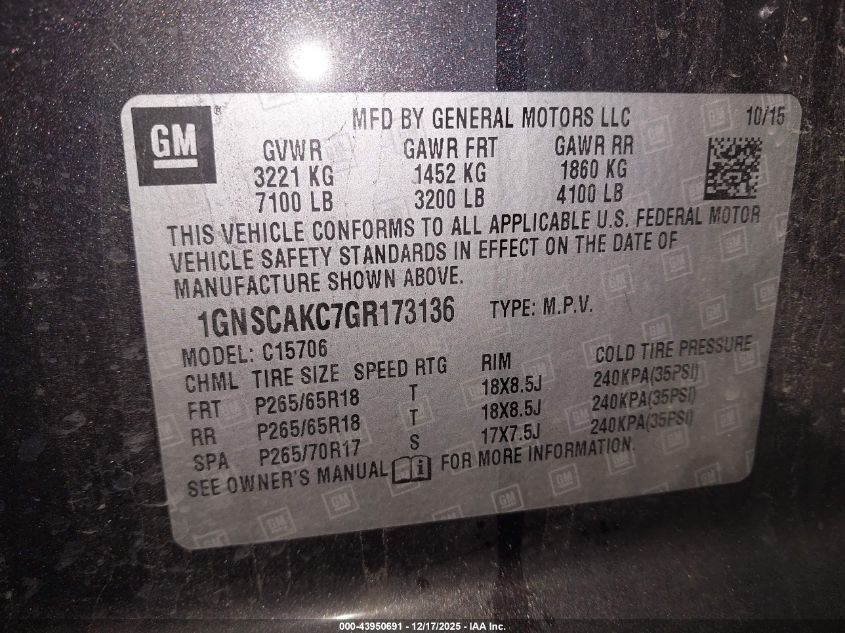 GM
MFD BY GENERAL MOTORS LLC 10/15
GVWR GAWR FRT GAWR RR
3221 KG 1452 KG 1860 KG
7100 LB 3200 LB 4100 LB
THIS VEHICLE CONFORMS TO ALL APPLICABLE U.S. FEDERAL MOTOR
VEHICLE SAFETY STANDARDS IN EFFECT ON THE DATE OF
MANUFACTURE SHOWN ABOVE.
1GNSCAKC7GR173136 TYPE: M.P.V.
MODEL: C15706
CHML TIRE SIZE SPEED RTG RIM COLD TIRE PRESSURE
FRT P265/65R18 T 18X8.5J 240KPA(35PSI)
RR P265/65R18 T 18X8.5J 240KPA(35PSI)
SPA P265/70R17 S 17X7.5J 240KPA(35PSI)
SEE OWNER'S MANUAL FOR MORE INFORMATION.
000-43950691 - 12/17/2025 - IAA Inc.